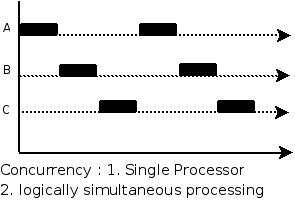 A
B
C
Concurrency : 1. Single Processor
2. logically simultaneous processing